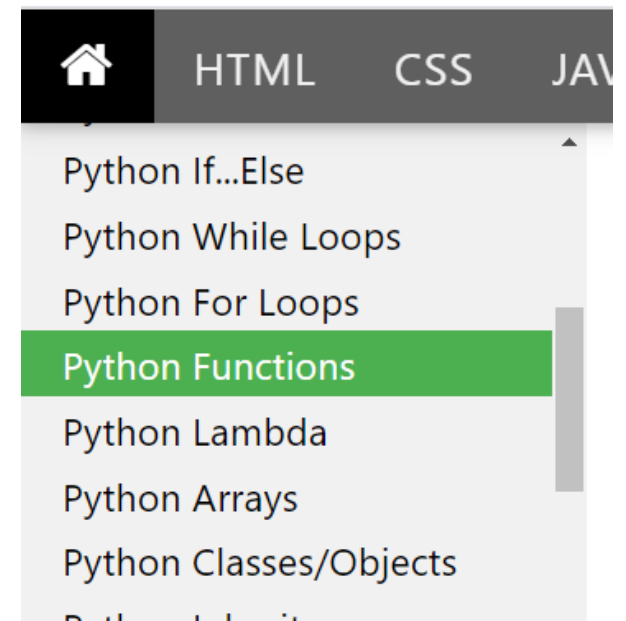 HTML CSS JAV
Python If...Else
Python While Loops
Python For Loops
Python Functions
Python Lambda
Python Arrays
Python Classes/Objects